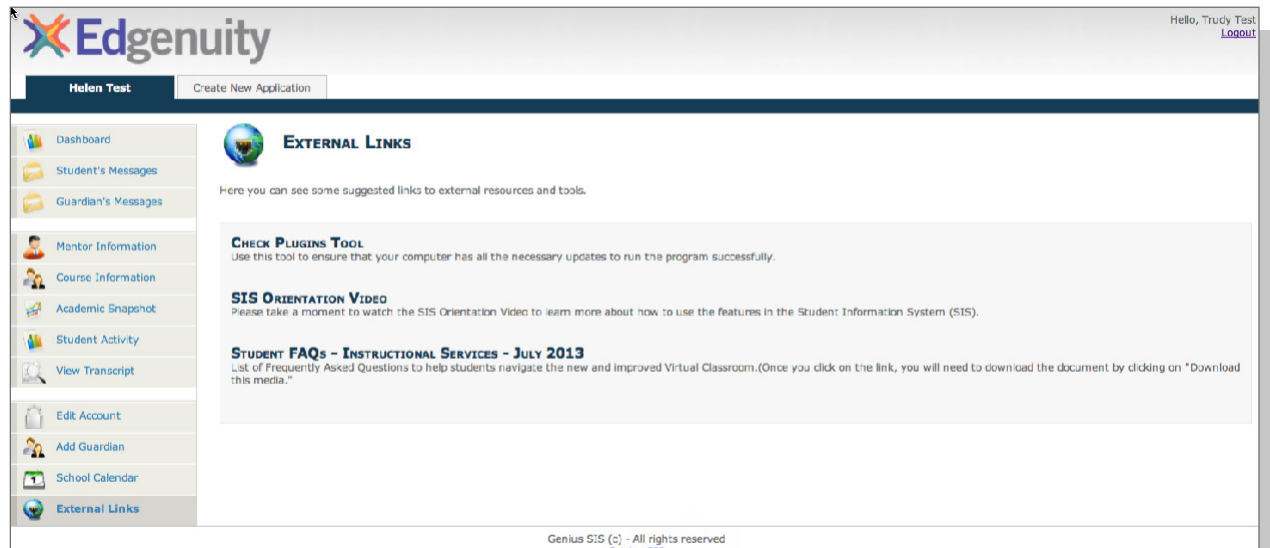 Edgenuity
Hello, Trudy Test
Logout
Helen Test
Create New Application
Dashboard
Student's Messages
Guardian's Messages
Mentor Information
Course Information
Academic Snapshot
Student Activity
View Transcript
Edit Account
Add Guardian
School Calendar
External Links
External Links
Here you can see some suggested links to external resources and tools.
Check Plugins Tool
Use this tool to ensure that your computer has all the necessary updates to run the program successfully.
SIS Orientation Video
Please take a moment to watch the SIS Orientation Video to learn more about how to use the features in the Student Information System (SIS).
Student FAQs - Instructional Services - July 2013
List of Frequently Asked Questions to help students navigate the new and improved Virtual Classroom.(Once you click on the link, you will need to download the document by clicking on "Download
this media."
Genius SIS (c) - All rights reserved